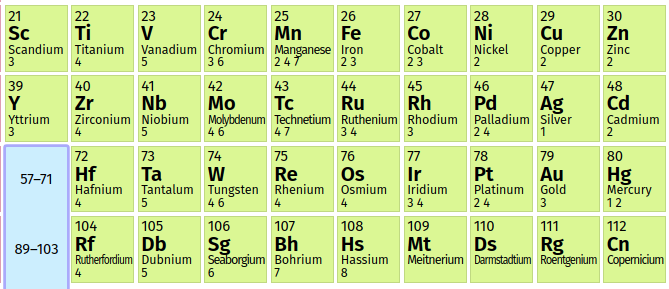 21 22 23 24 25 26 27 28 29 30
Sc Ti V Cr Mn Fe Co Ni Cu Zn
Scandium Titanium Vanadium Chromium Manganese Iron Cobalt Nickel Copper Zinc
3 4 5 3 6 2 4 7 2 3 2 3 2 2 2
39 40 41 42 43 44 45 46 47 48
Y Zr Nb Mo Tc Ru Rh Pd Ag Cd
Yttrium Zirconium Niobium Molybdenum Technetium Ruthenium Rhodium Palladium Silver Cadmium
3 4 5 4 6 4 7 3 4 3 2 4 1 2
57–71 72 73 74 75 76 77 78 79 80
Hf Ta W Re Os Ir Pt Au Hg
Hafnium Tantalum Tungsten Rhenium Osmium Iridium Platinum Gold Mercury
4 5 4 6 4 4 3 4 2 4 3 1 2
89–103 104 105 106 107 108 109 110 111 112
Rf Db Sg Bh Hs Mt Ds Rg Cn
Rutherfordium Dubnium Seaborgium Bohrium Hassium Meitnerium Darmstadtium Roentgenium Copernicium
4 5 6 7 8